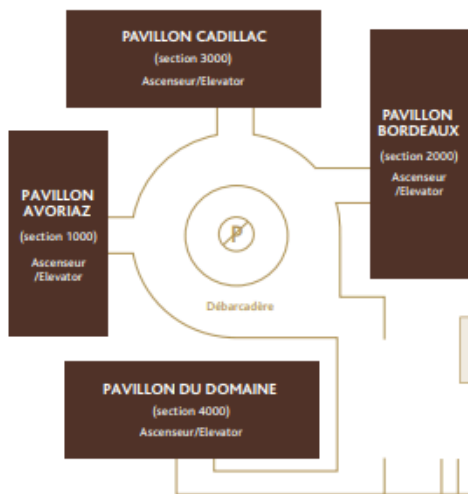 PAVILLON CADILLAC
(section 3000)
Ascenseur/Elevator
PAVILLON
BORDEAUX
(section 2000)
Ascenseur
/Elevator
PAVILLON
AVORIAZ
(section 1000)
Ascenseur
/Elevator
P
Débarcadère
PAVILLON DU DOMAINE
(section 4000)
Ascenseur/Elevator